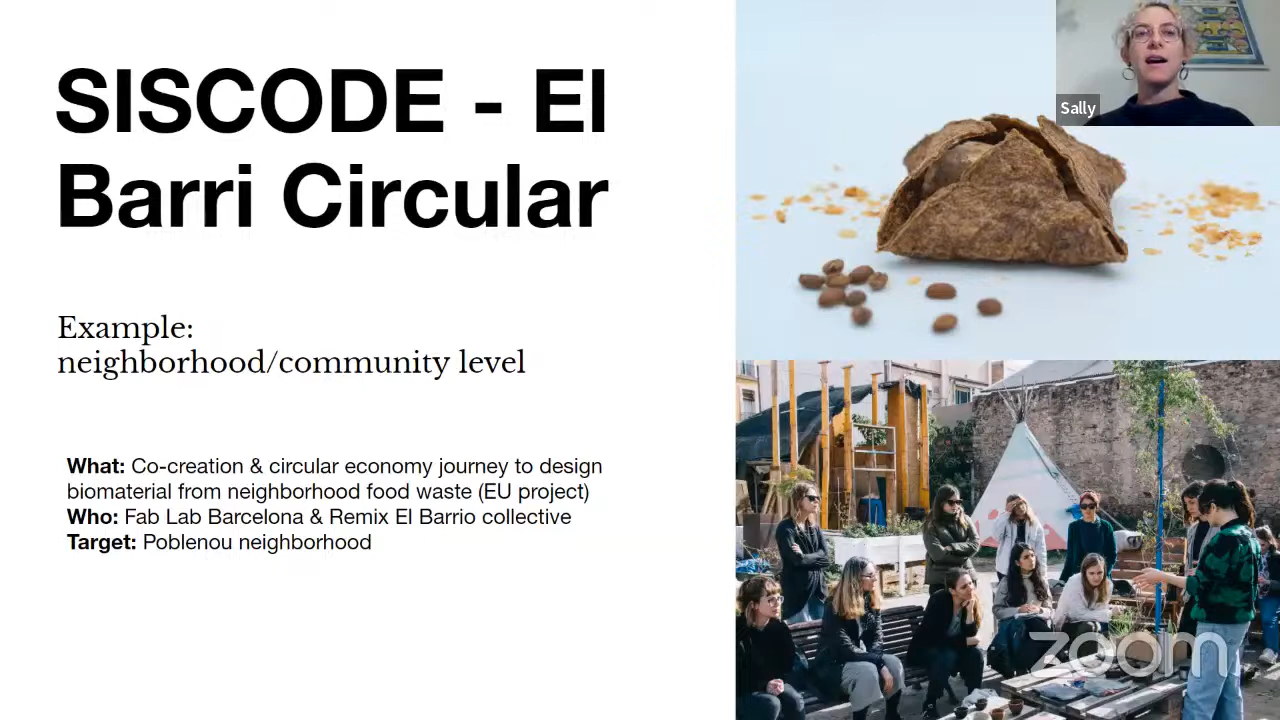 SISCODE - El
Barri Circular
Example:
neighborhood/community level
What: Co-creation & circular economy journey to design
biomaterial from neighborhood food waste (EU project)
Who: Fab Lab Barcelona & Remix El Barrio collective
Target: Poblenou neighborhood
Sally
zoom